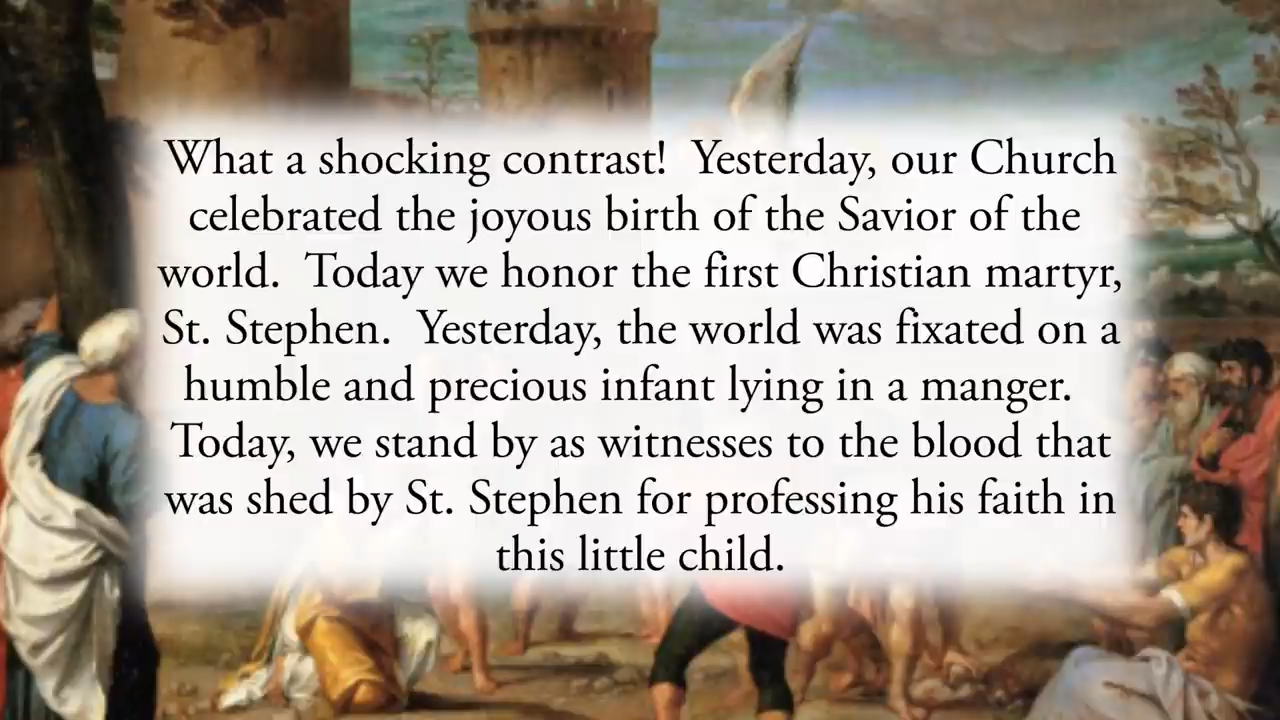 What a shocking contrast!  Yesterday, our Church
celebrated the joyous birth of the Savior of the
world.  Today we honor the first Christian martyr,
St. Stephen.  Yesterday, the world was fixated on a
humble and precious infant lying in a manger.
Today, we stand by as witnesses to the blood that
was shed by St. Stephen for professing his faith in
this little child.